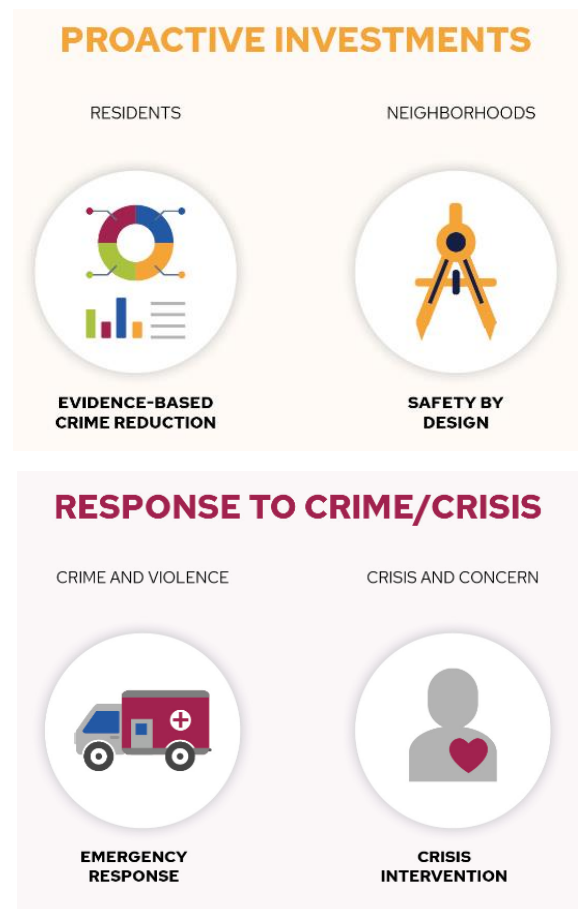 PROACTIVE INVESTMENTS
RESIDENTS
NEIGHBORHOODS
EVIDENCE-BASED
CRIME REDUCTION
SAFETY BY
DESIGN
RESPONSE TO CRIME/CRISIS
CRIME AND VIOLENCE
CRISIS AND CONCERN
EMERGENCY
RESPONSE
CRISIS
INTERVENTION